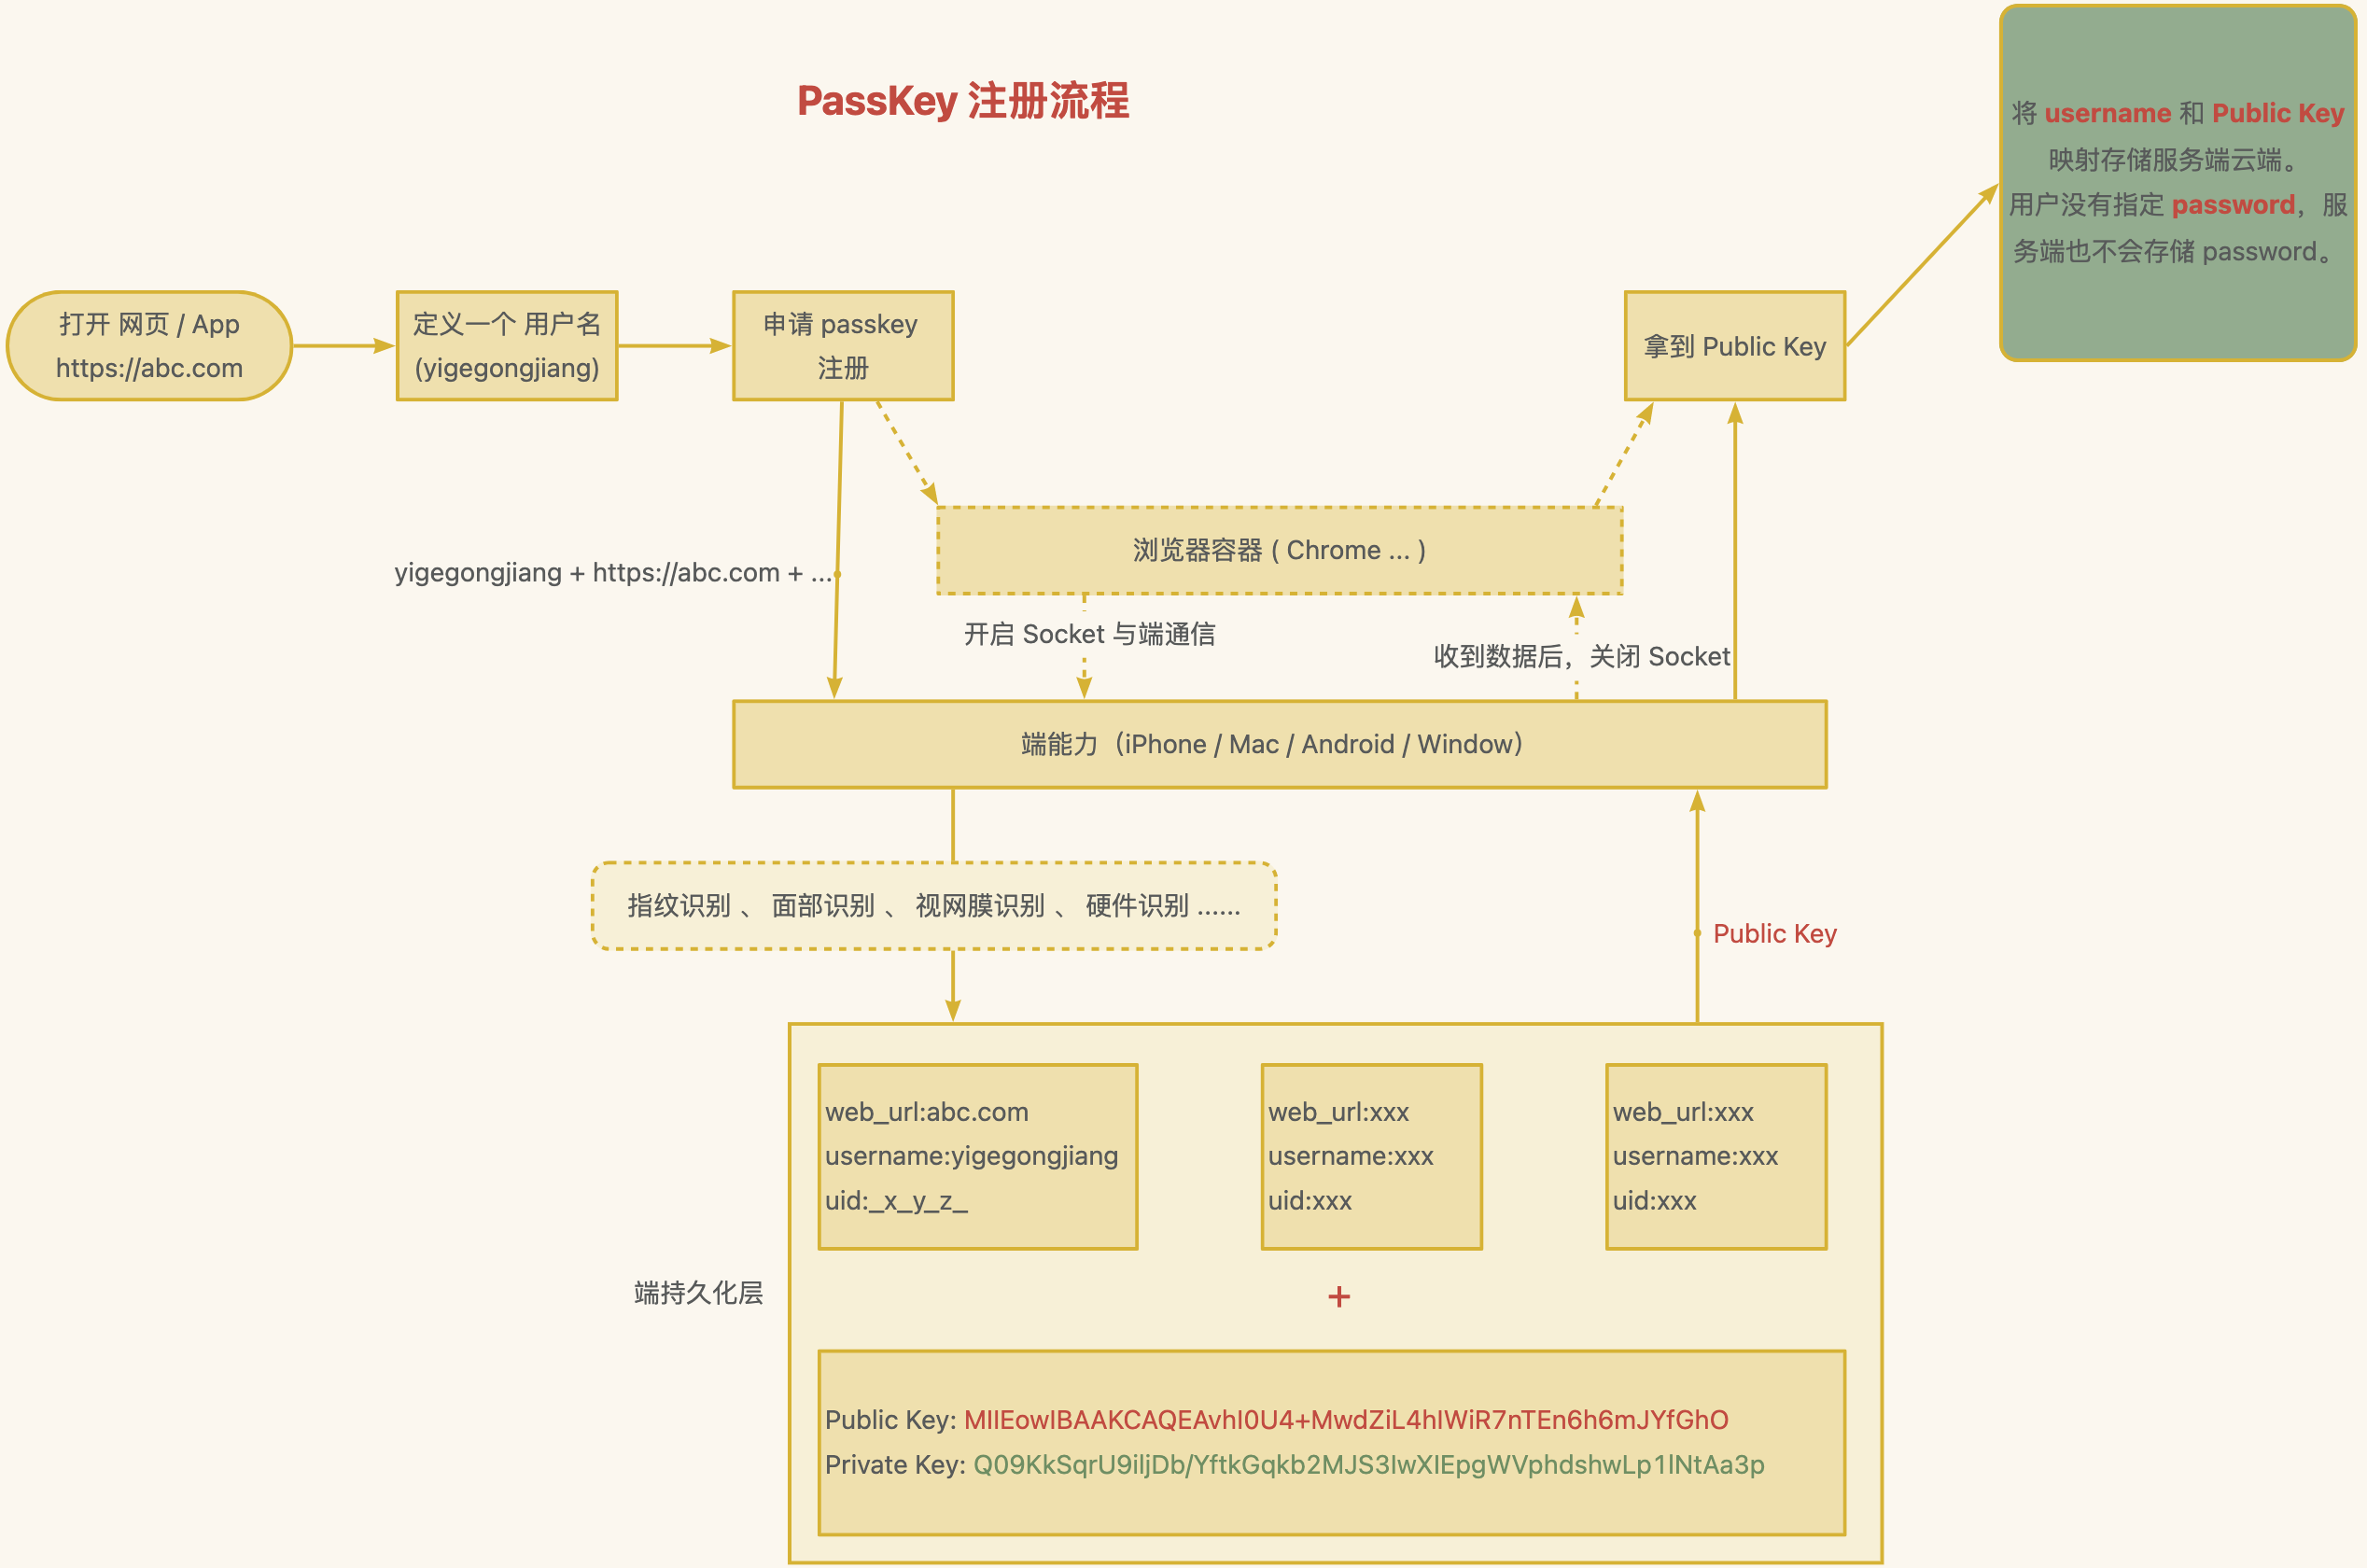 PassKey 注册流程
将 username 和 Public Key
映射存储服务端云端。
用户没有指定 password，服
务端也不会存储 password。
打开 网页 / App
https://abc.com
定义一个 用户名
(yigegongjiang)
申请 passkey
注册
拿到 Public Key
浏览器容器 ( Chrome ... )
yigegongjiang + https://abc.com + ...
开启 Socket 与端通信
收到数据后，关闭 Socket
端能力（iPhone / Mac / Android / Window）
指纹识别 、 面部识别 、 视网膜识别 、 硬件识别 ......
Public Key
web_url:abc.com
username:yigegongjiang
uid:_x_y_z_
web_url:xxx
username:xxx
uid:xxx
web_url:xxx
username:xxx
uid:xxx
端持久化层
+
Public Key: MIIEowIBAAKCAQEAvhI0U4+MwdZiL4hIWiR7nTEn6h6mJYfGhO
Private Key: Q09KkSqrU9iljDb/YftkGqkb2MJS3IwXIEpgWVphdshwLp1lNtAa3p